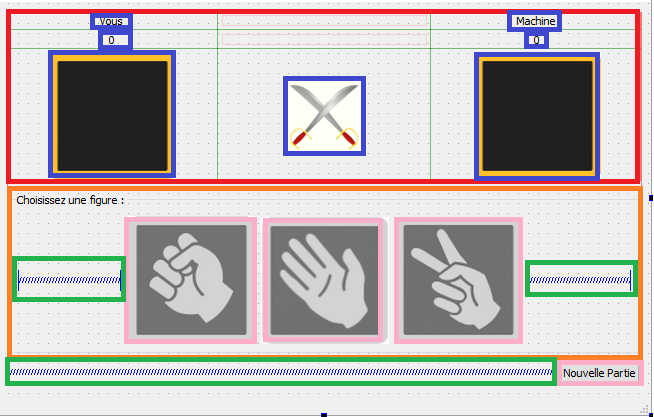 Vous
Machine
0
0
Choisissez une figure :
Nouvelle Partie